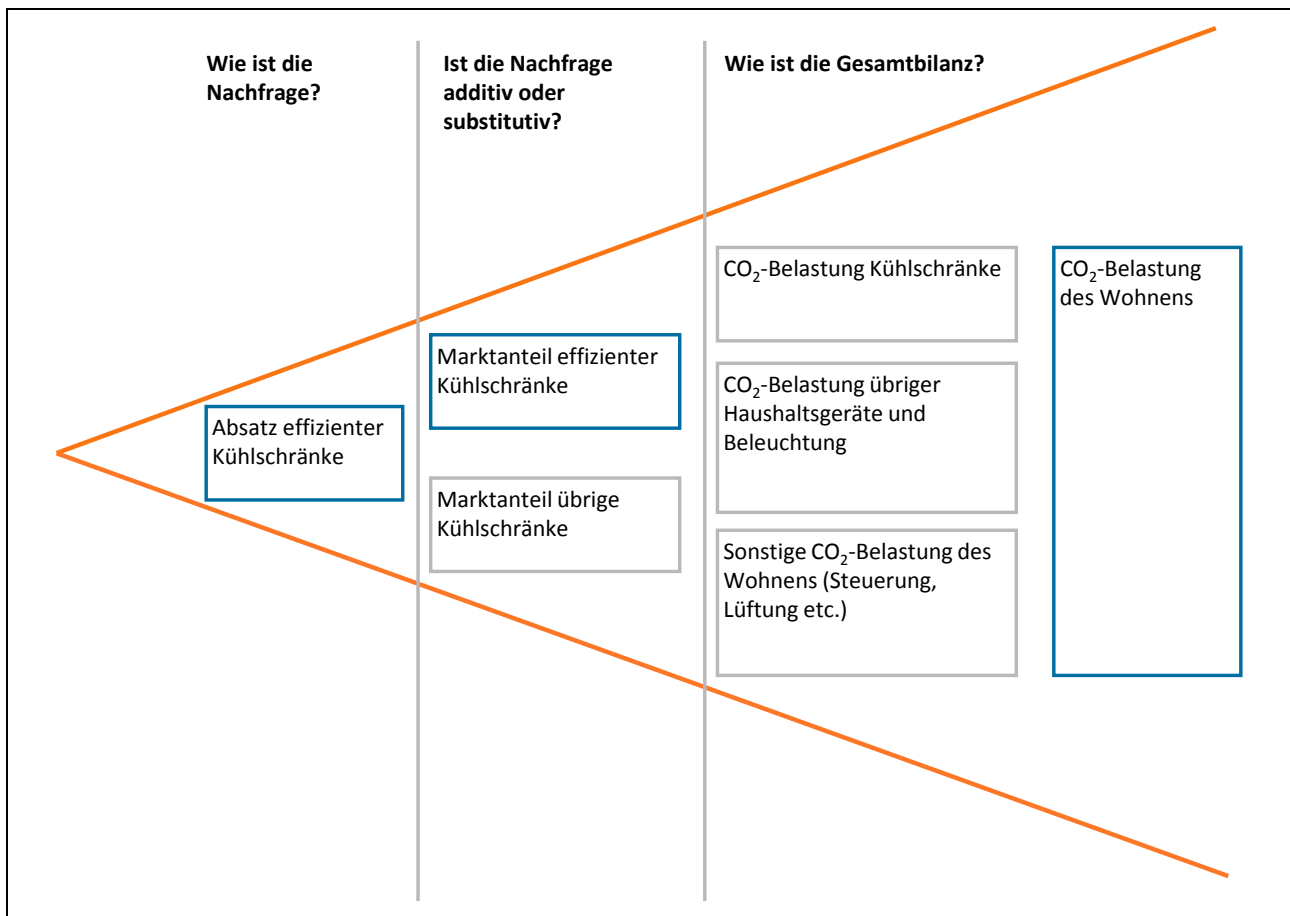 Wie ist die
Nachfrage?
Ist die Nachfrage
additiv oder
substitutiv?
Wie ist die Gesamtbilanz?
Absatz effizienter
Kühlschränke
Marktanteil effizienter
Kühlschränke
Marktanteil übrige
Kühlschränke
CO₂-Belastung Kühlschränke
CO₂-Belastung übriger
Haushaltsgeräte und
Beleuchtung
Sonstige CO₂-Belastung des
Wohnens (Steuerung,
Lüftung etc.)
CO₂-Belastung
des Wohnens